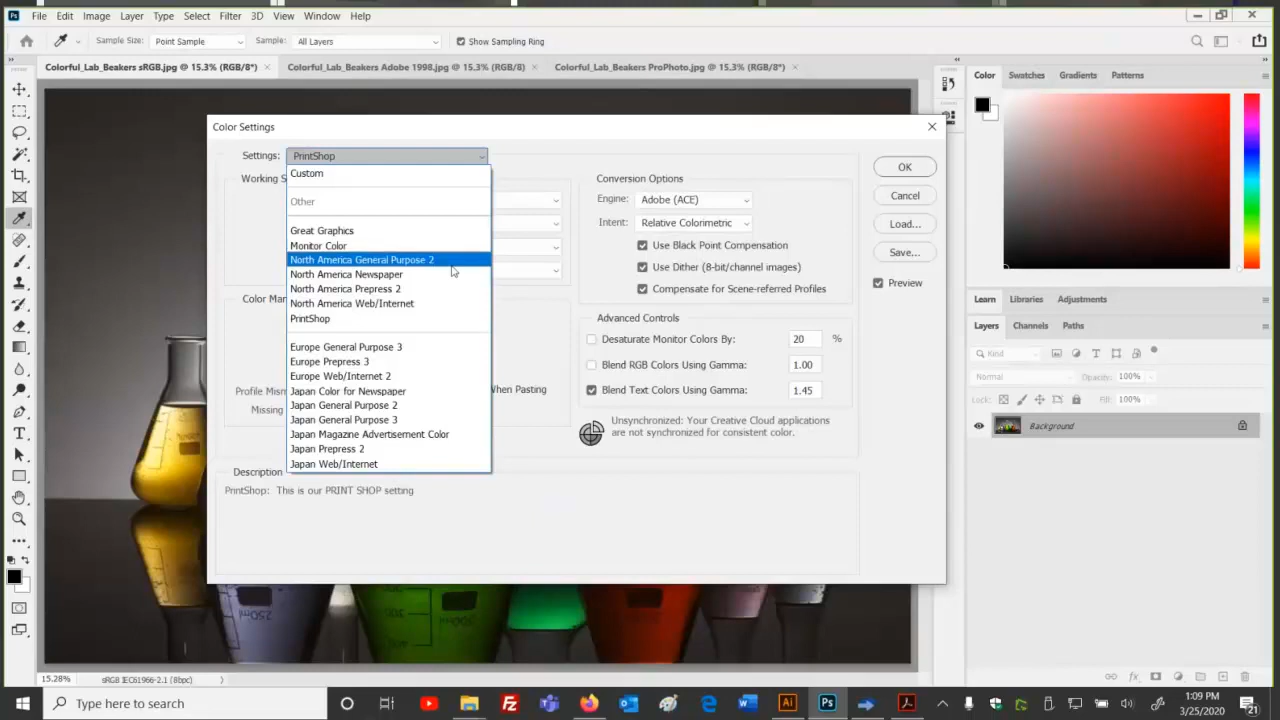 File Edit Image Layer Type Select Filter 3D View Window Help
Sample Size: Point Sample Sample: All Layers Show Sampling Ring
Colorful_Lab_Beakers sRGB.jpg @ 15.3% (RGB/8*) Colorful_Lab_Beakers Adobe 1998.jpg @ 15.3% (RGB/8) Colorful_Lab_Beakers ProPhoto.jpg @ 15.3% (RGB/8*)
Color Settings
Settings: PrintShop
Custom
Other
Great Graphics
Monitor Color
North America General Purpose 2
North America Newspaper
North America Prepress 2
North America Web/Internet
PrintShop
Europe General Purpose 3
Europe Prepress 3
Europe Web/Internet 2
Japan Color for Newspaper
Japan General Purpose 2
Japan General Purpose 3
Japan Magazine Advertisement Color
Japan Prepress 2
Japan Web/Internet
Working S
Color Mar
Profile Mism
When Pasting
Missing
Conversion Options
Engine: Adobe (ACE)
Intent: Relative Colorimetric
Use Black Point Compensation
Use Dither (8-bit/channel images)
Compensate for Scene-referred Profiles
Advanced Controls
Desaturate Monitor Colors By: 20 %
Blend RGB Colors Using Gamma: 1.00
Blend Text Colors Using Gamma: 1.45
Unsynchronized: Your Creative Cloud applications
are not synchronized for consistent color.
OK
Cancel
Load...
Save...
Preview
Description
PrintShop: This is our PRINT SHOP setting
Color Swatches Gradients Patterns
Learn Libraries Adjustments
Layers Channels Paths
Kind
Normal Opacity: 100%
Lock: Fill: 100%
Background
250ml
15.28% sRGB IEC61966-2.1 (8bpc)
Type here to search
1:09 PM
3/25/2020
21